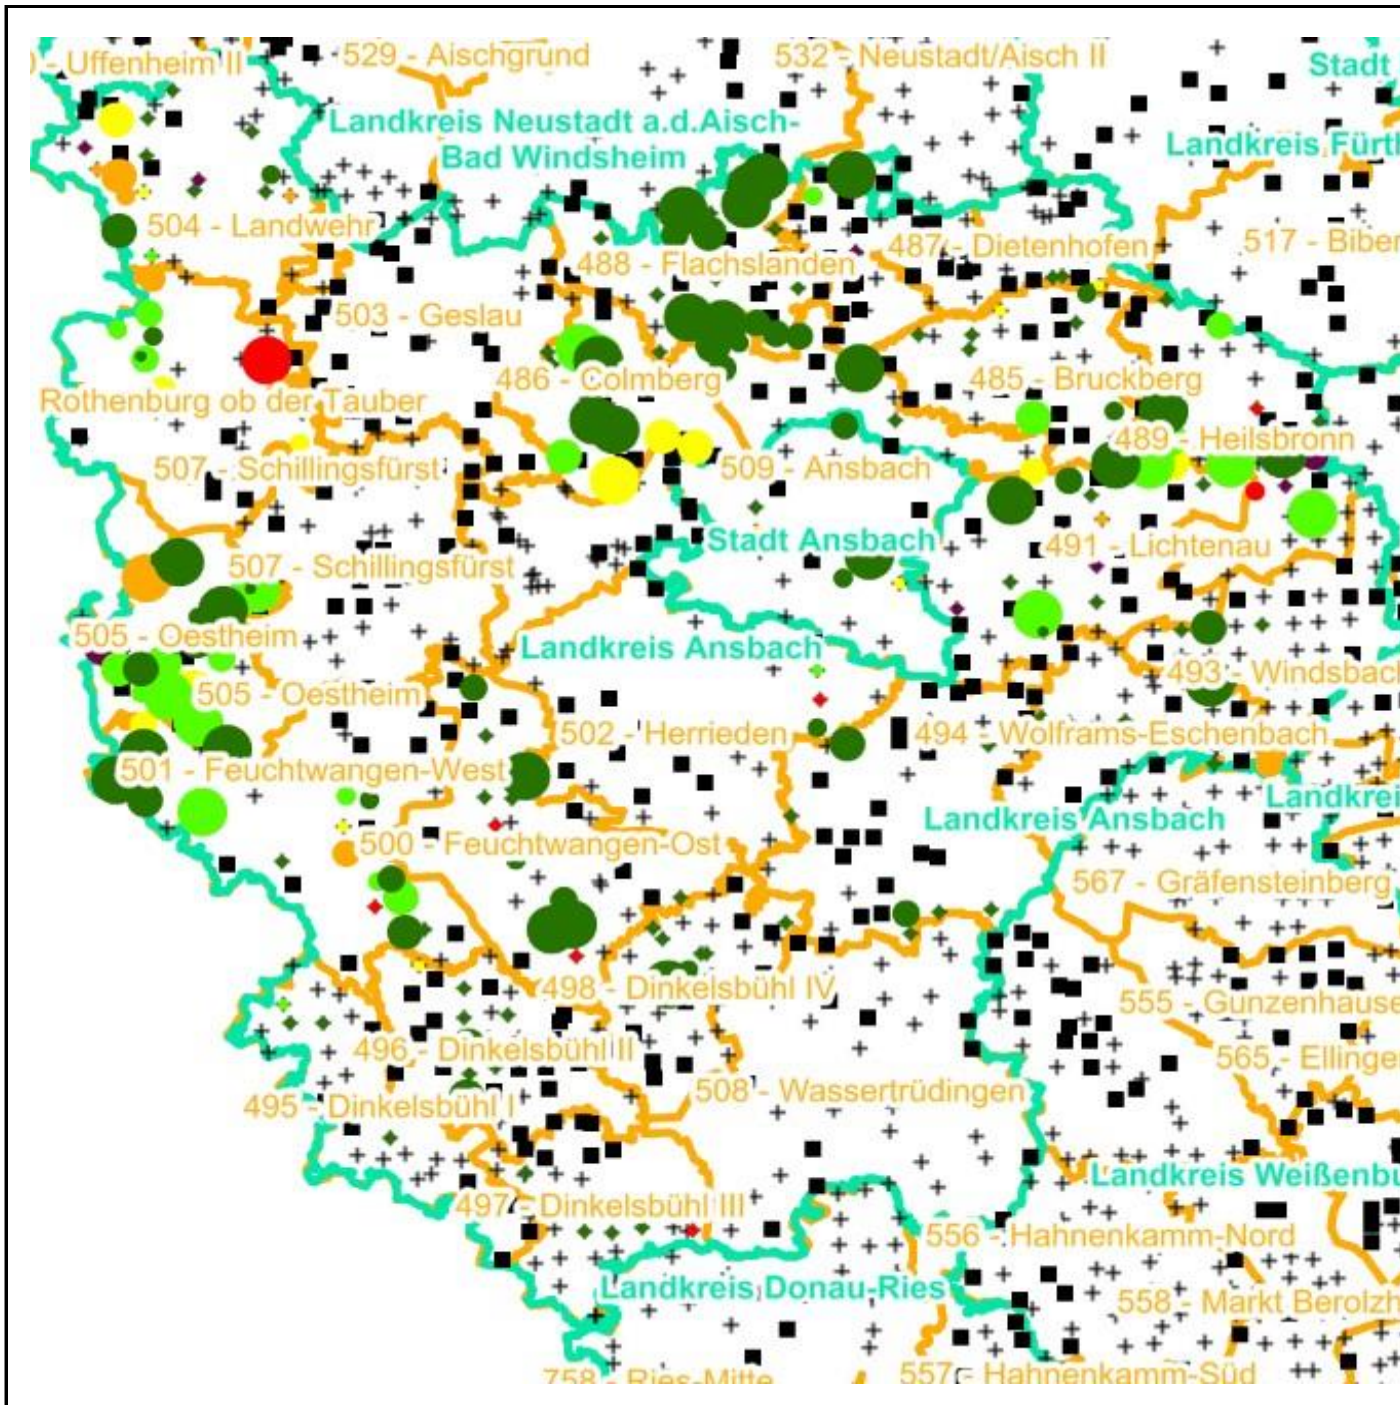 529 - Aischgrund
532 - Neustadt/Aisch II
- Uffenheim II
Stadt
Landkreis Neustadt a.d.Aisch-
Bad Windsheim
Landkreis Fürth
504 - Landwehr
487 - Dietenhofen
517 - Biber
488 - Flachslanden
503 - Geslau
486 - Colmberg
485 - Bruckberg
Rothenburg ob der Tauber
489 - Heilsbronn
507 - Schillingsfürst
509 - Ansbach
Stadt Ansbach
491 - Lichtenau
507 - Schillingsfürst
505 - Oestheim
Landkreis Ansbach
493 - Windsbach
505 - Oestheim
502 - Herrieden
494 - Wolframs-Eschenbach
501 - Feuchtwangen-West
Landkrei
Landkreis Ansbach
500 - Feuchtwangen-Ost
567 - Gräfensteinberg
498 - Dinkelsbühl IV
555 - Gunzenhause
496 - Dinkelsbühl II
565 - Ellinge
508 - Wassertrüdingen
495 - Dinkelsbühl I
Landkreis Weißenbu
497 - Dinkelsbühl III
556 - Hahnenkamm-Nord
Landkreis Donau-Ries
558 - Markt Berolzh
557 - Hahnenkamm-Süd
758 - Ries-Mitte